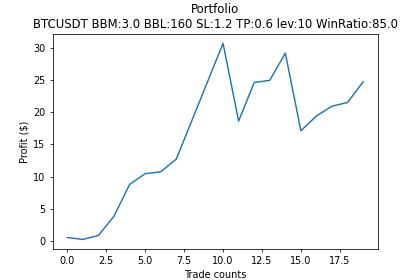 Portfolio
BTCUSDT BBM:3.0 BBL:160 SL:1.2 TP:0.6 lev:10 WinRatio:85.0
30
25
20
15
10
5
0
Profit ($)
0.0 2.5 5.0 7.5 10.0 12.5 15.0 17.5
Trade counts